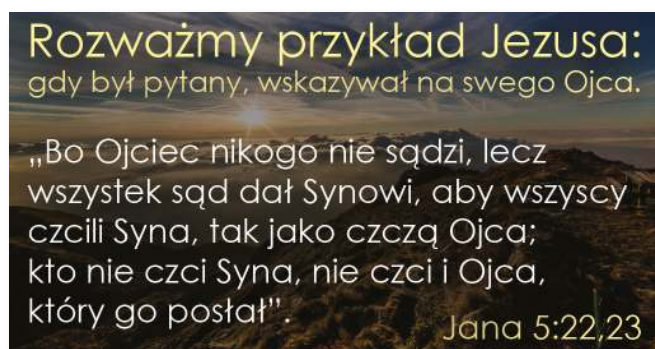 Rozważmy przykład Jezusa:
gdy był pytany, wskazywał na swego Ojca.
„Bo Ojciec nikogo nie sądzi, lecz
wszystek sąd dał Synowi, aby wszyscy
czcili Syna, tak jako czczą Ojca;
kto nie czci Syna, nie czci i Ojca,
który go posłał”.
Jana 5:22,23